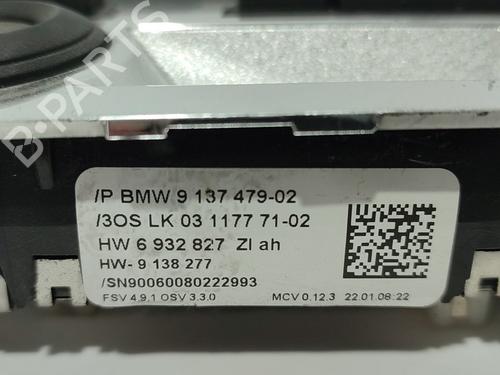 B-PARTS
/P BMW 9 137 479-02
/3OS LK 03 1177 71-02
HW 6 932 827 ZI ah
HW- 9 138 277
/SN90060080222993
FSV 4.9.1 OSV 3.3.0 MCV 0.12.3 22.01.08:22